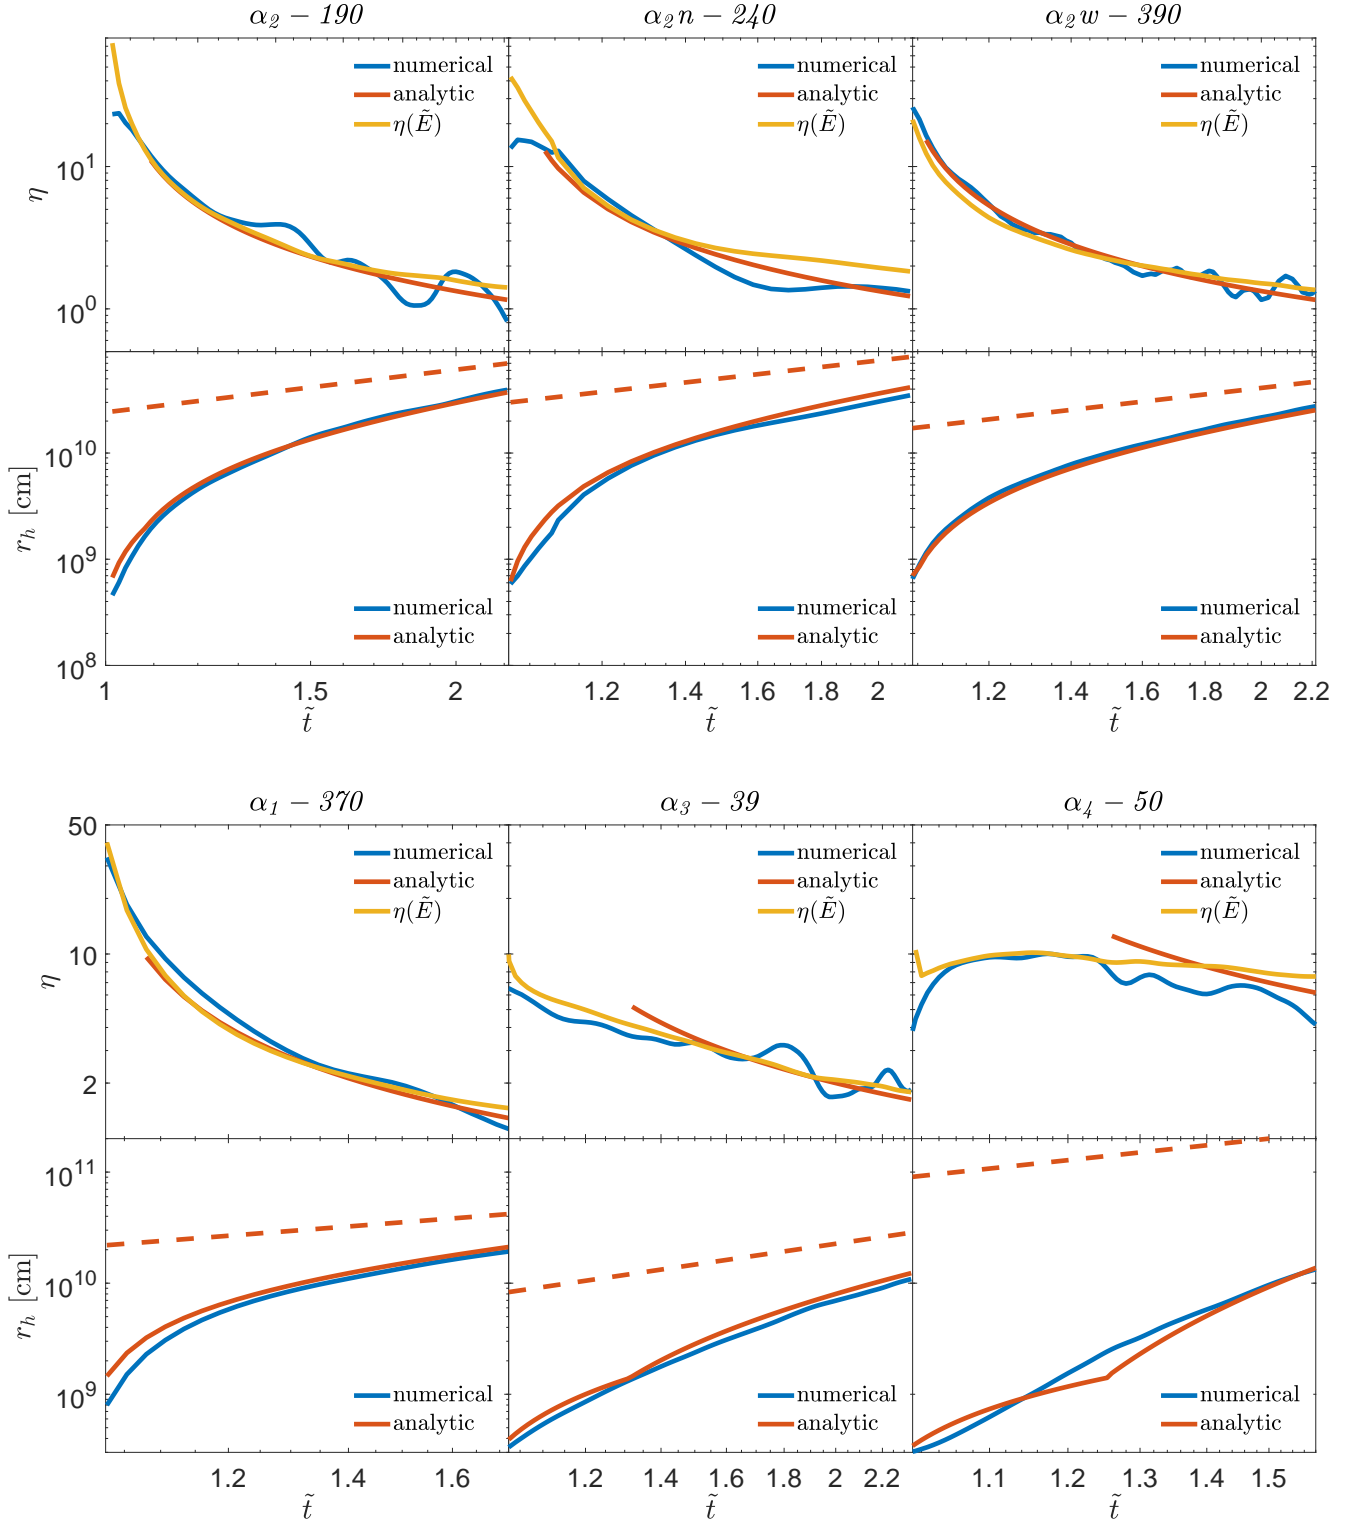 α₂ − 190
α₂n − 240
α₂w − 390
numerical
analytic
η(Ẽ)
numerical
analytic
η(Ẽ)
numerical
analytic
η(Ẽ)
10¹
10⁰
η
numerical
analytic
numerical
analytic
numerical
analytic
10¹⁰
10⁹
10⁸
r_h [cm]
1 1.5 2
1.2 1.4 1.6 1.8 2
1.2 1.4 1.6 1.8 2 2.2
t̃
t̃
t̃
α₁ − 370
α₃ − 39
α₄ − 50
numerical
analytic
η(Ẽ)
numerical
analytic
η(Ẽ)
numerical
analytic
η(Ẽ)
50
10
2
η
10¹¹
10¹⁰
10⁹
r_h [cm]
numerical
analytic
numerical
analytic
numerical
analytic
1.2 1.4 1.6
1.2 1.4 1.6 1.8 2 2.2
1.1 1.2 1.3 1.4 1.5
t̃
t̃
t̃